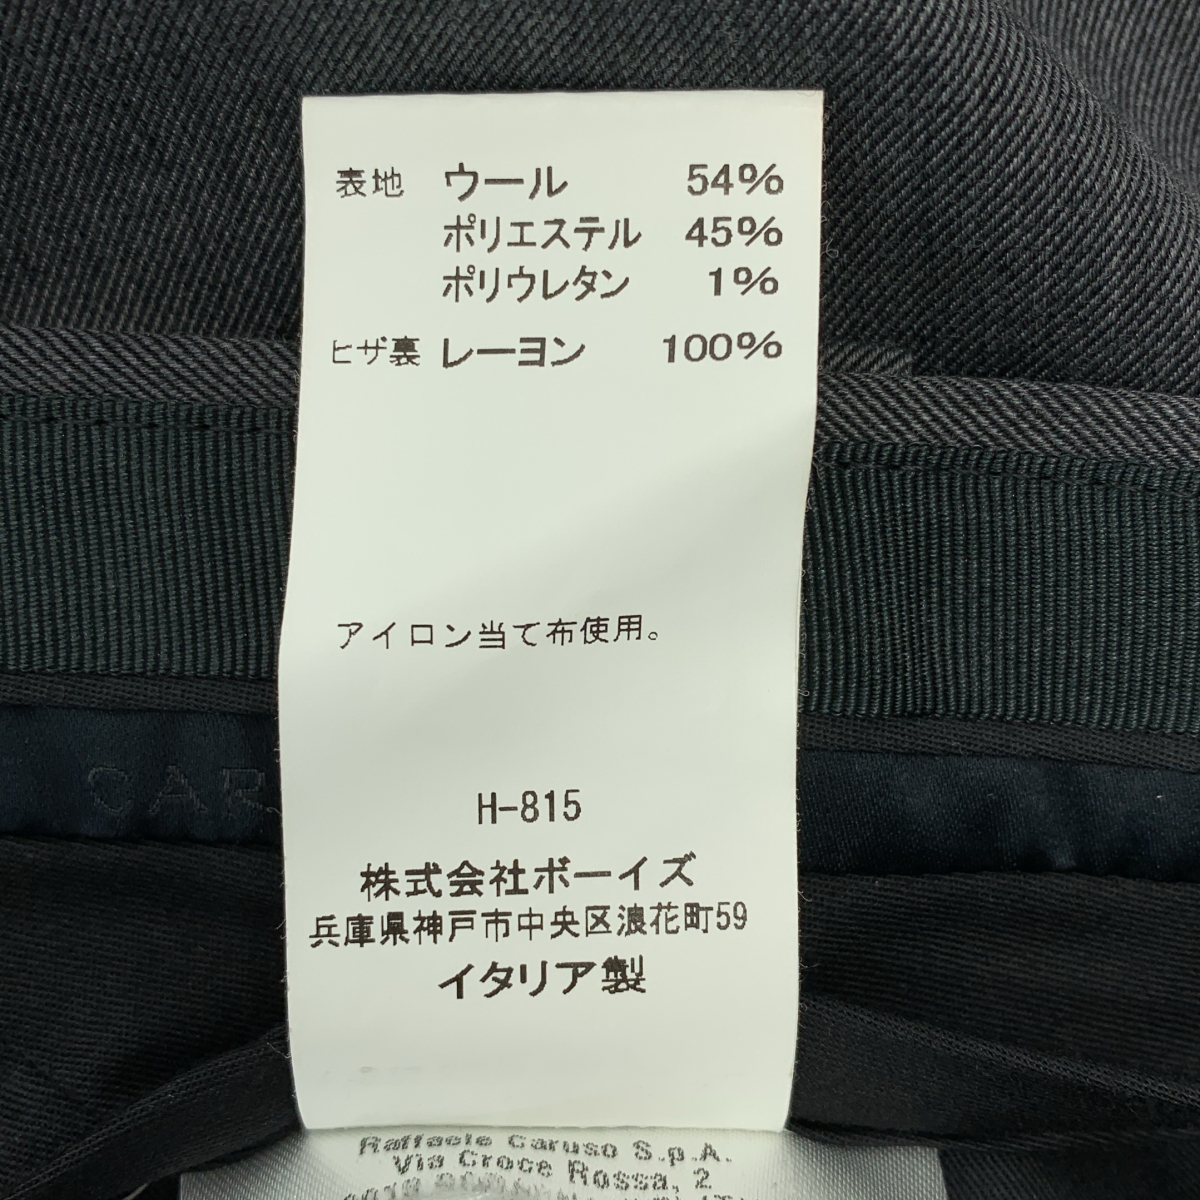 表地 ウール 54%
ポリエステル 45%
ポリウレタン 1%
ヒザ裏 レーヨン 100%
アイロン当て布使用。
CAR
H-815
株式会社ボーイズ
兵庫県神戸市中央区浪花町59
イタリア製
Raffaele Caruso S.p.A.
Via Croce Rossa, 2